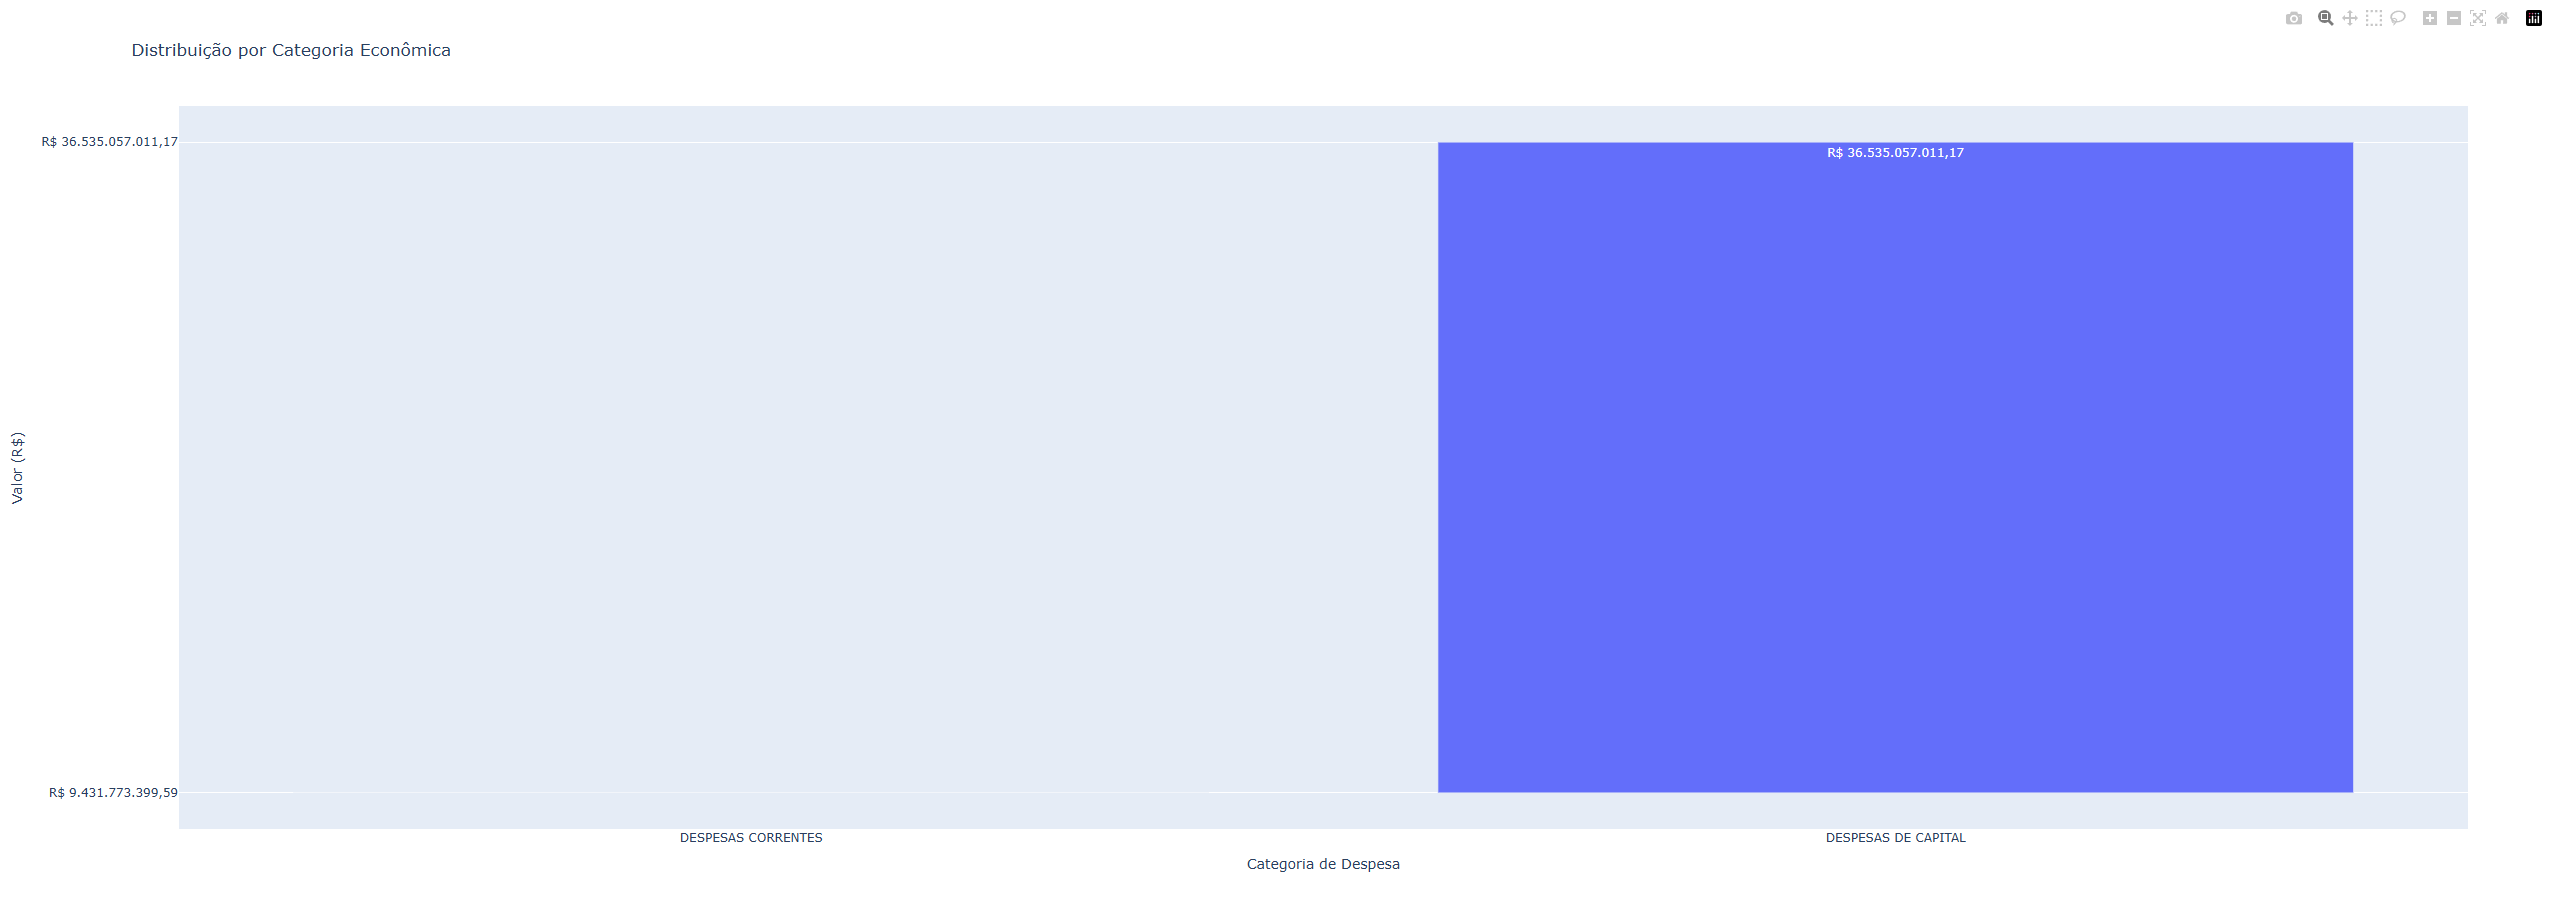 Distribuição por Categoria Econômica
R$ 36.535.057.011,17
R$ 36.535.057.011,17
Valor (R$)
R$ 9.431.773.399,59
DESPESAS CORRENTES
DESPESAS DE CAPITAL
Categoria de Despesa